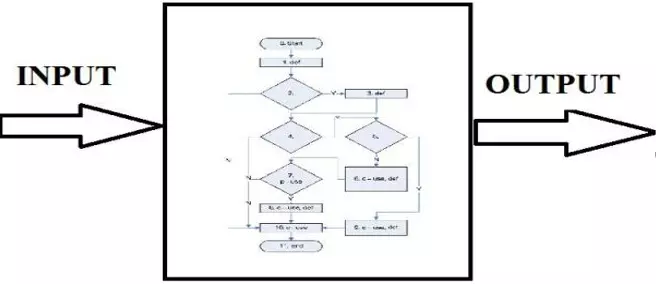 INPUT
OUTPUT
0. Start
1. def
2.
Y
3. def
4.
5.
N
7.
p - use
6. c - use, def
Y
8. c - use, def
10. c - use
9. c - use, def
11. end